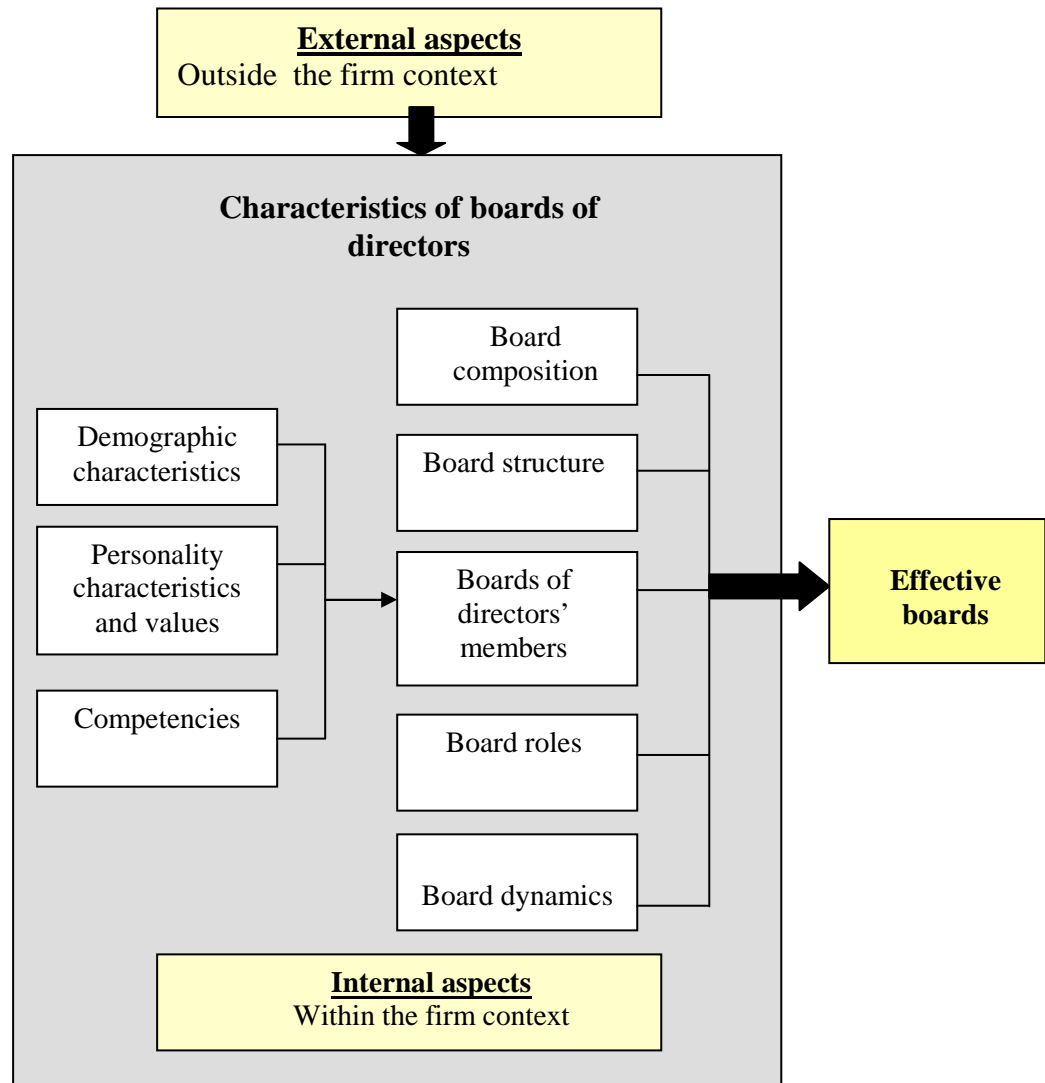 External aspects
Outside the firm context
Characteristics of boards of
directors
Board
composition
Demographic
characteristics
Board structure
Personality
characteristics
and values
Boards of
directors’
members
Effective
boards
Competencies
Board roles
Board dynamics
Internal aspects
Within the firm context